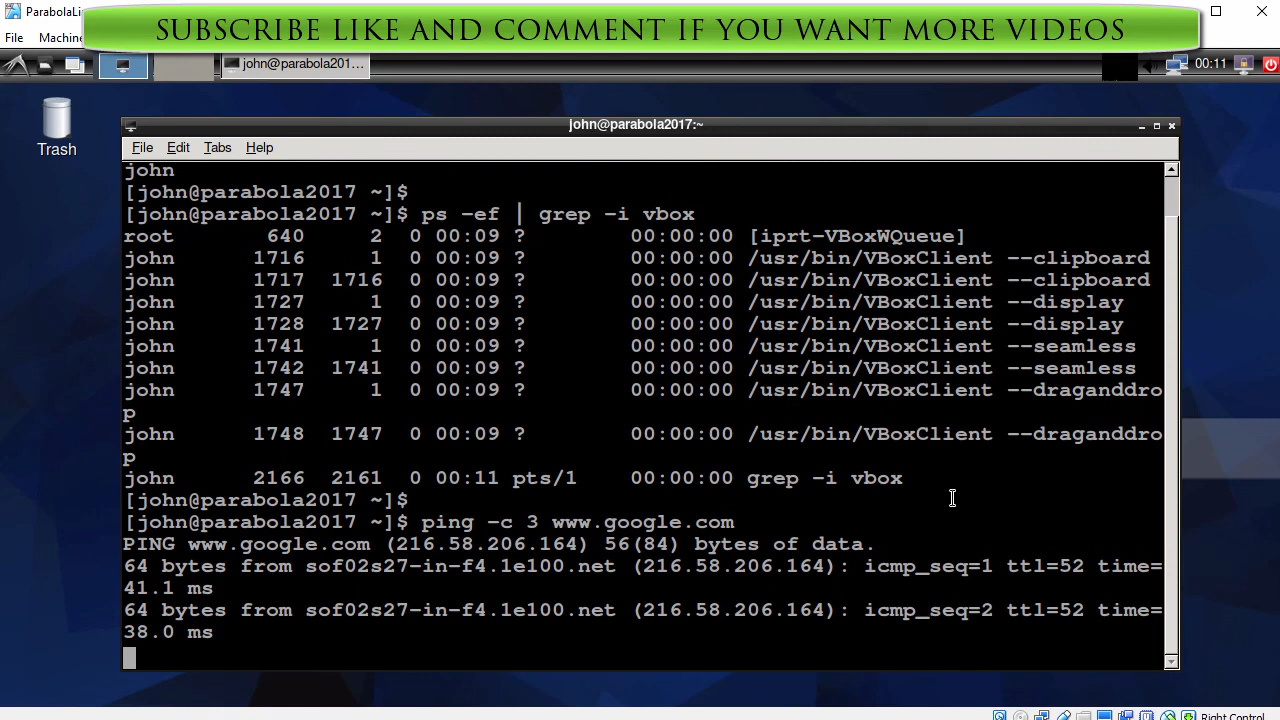 ParabolaLi
SUBSCRIBE LIKE AND COMMENT IF YOU WANT MORE VIDEOS
File Machine
john@parabola201...
00:11
Trash
john@parabola2017:~
File Edit Tabs Help
john
[john@parabola2017 ~]$
[john@parabola2017 ~]$ ps -ef | grep -i vbox
root 640 2 0 00:09 ? 00:00:00 [iprt-VBoxWQueue]
john 1716 1 0 00:09 ? 00:00:00 /usr/bin/VBoxClient --clipboard
john 1717 1716 0 00:09 ? 00:00:00 /usr/bin/VBoxClient --clipboard
john 1727 1 0 00:09 ? 00:00:00 /usr/bin/VBoxClient --display
john 1728 1727 0 00:09 ? 00:00:00 /usr/bin/VBoxClient --display
john 1741 1 0 00:09 ? 00:00:00 /usr/bin/VBoxClient --seamless
john 1742 1741 0 00:09 ? 00:00:00 /usr/bin/VBoxClient --seamless
john 1747 1 0 00:09 ? 00:00:00 /usr/bin/VBoxClient --draganddro
p
john 1748 1747 0 00:09 ? 00:00:00 /usr/bin/VBoxClient --draganddro
p
john 2166 2161 0 00:11 pts/1 00:00:00 grep -i vbox
[john@parabola2017 ~]$
[john@parabola2017 ~]$ ping -c 3 www.google.com
PING www.google.com (216.58.206.164) 56(84) bytes of data.
64 bytes from sof02s27-in-f4.1e100.net (216.58.206.164): icmp_seq=1 ttl=52 time=
41.1 ms
64 bytes from sof02s27-in-f4.1e100.net (216.58.206.164): icmp_seq=2 ttl=52 time=
38.0 ms
Right Control